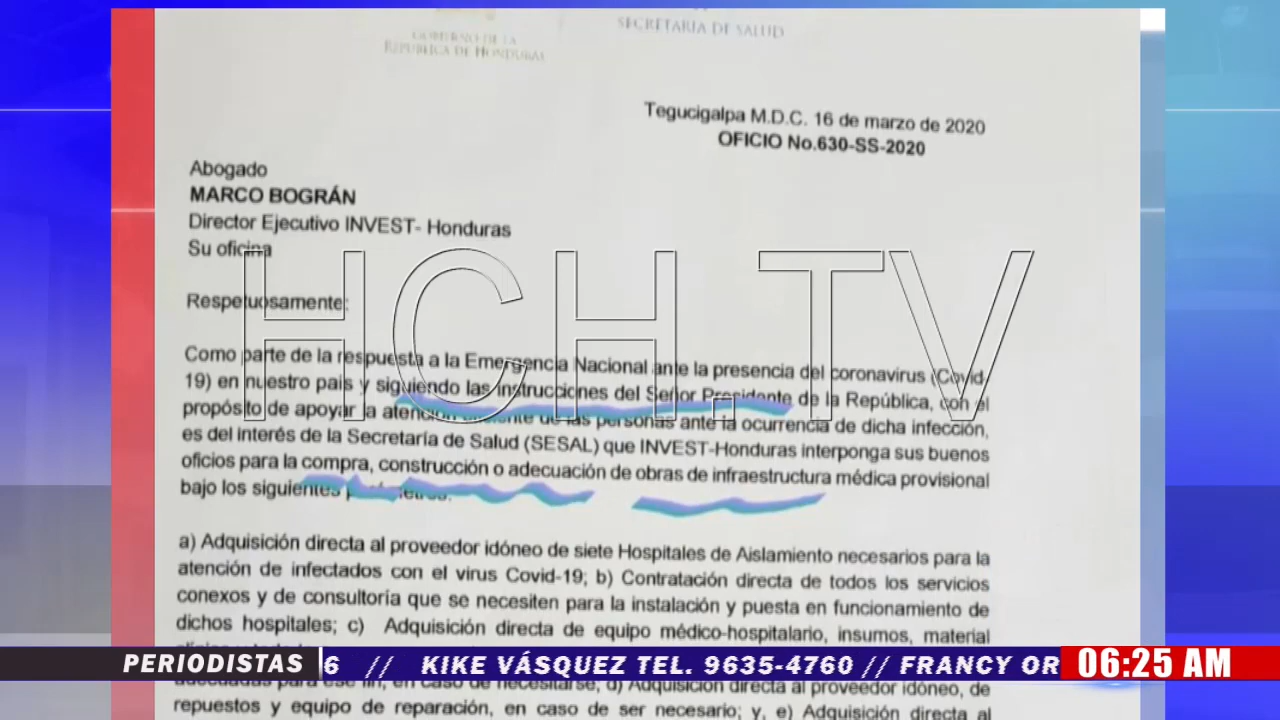 GOBIERNO DE LA
REPÚBLICA DE HONDURAS
SECRETARÍA DE SALUD
Tegucigalpa M.D.C. 16 de marzo de 2020
OFICIO No.630-SS-2020
Abogado
MARCO BOGRÁN
Director Ejecutivo INVEST- Honduras
Su oficina
Respetuosamente:
HCH.TV
Como parte de la respuesta a la Emergencia Nacional ante la presencia del coronavirus (Covid-
19) en nuestro país y siguiendo las instrucciones del Señor Presidente de la República, con el
propósito de apoyar la atención de las personas ante la ocurrencia de dicha infección,
es del interés de la Secretaría de Salud (SESAL) que INVEST-Honduras interponga sus buenos
oficios para la compra, construcción o adecuación de obras de infraestructura médica provisional
bajo los siguientes
a) Adquisición directa al proveedor idóneo de siete Hospitales de Aislamiento necesarios para la
atención de infectados con el virus Covid-19; b) Contratación directa de todos los servicios
conexos y de consultoría que se necesiten para la instalación y puesta en funcionamiento de
dichos hospitales; c) Adquisición directa de equipo médico-hospitalario, insumos, material
PERIODISTAS 6 // KIKE VÁSQUEZ TEL. 9635-4760 // FRANCY OR 06:25 AM
adecuadas para ese fin, en caso de necesitarse; d) Adquisición directa al proveedor idóneo, de
repuestos y equipo de reparación, en caso de ser necesario; y, e) Adquisición directa al